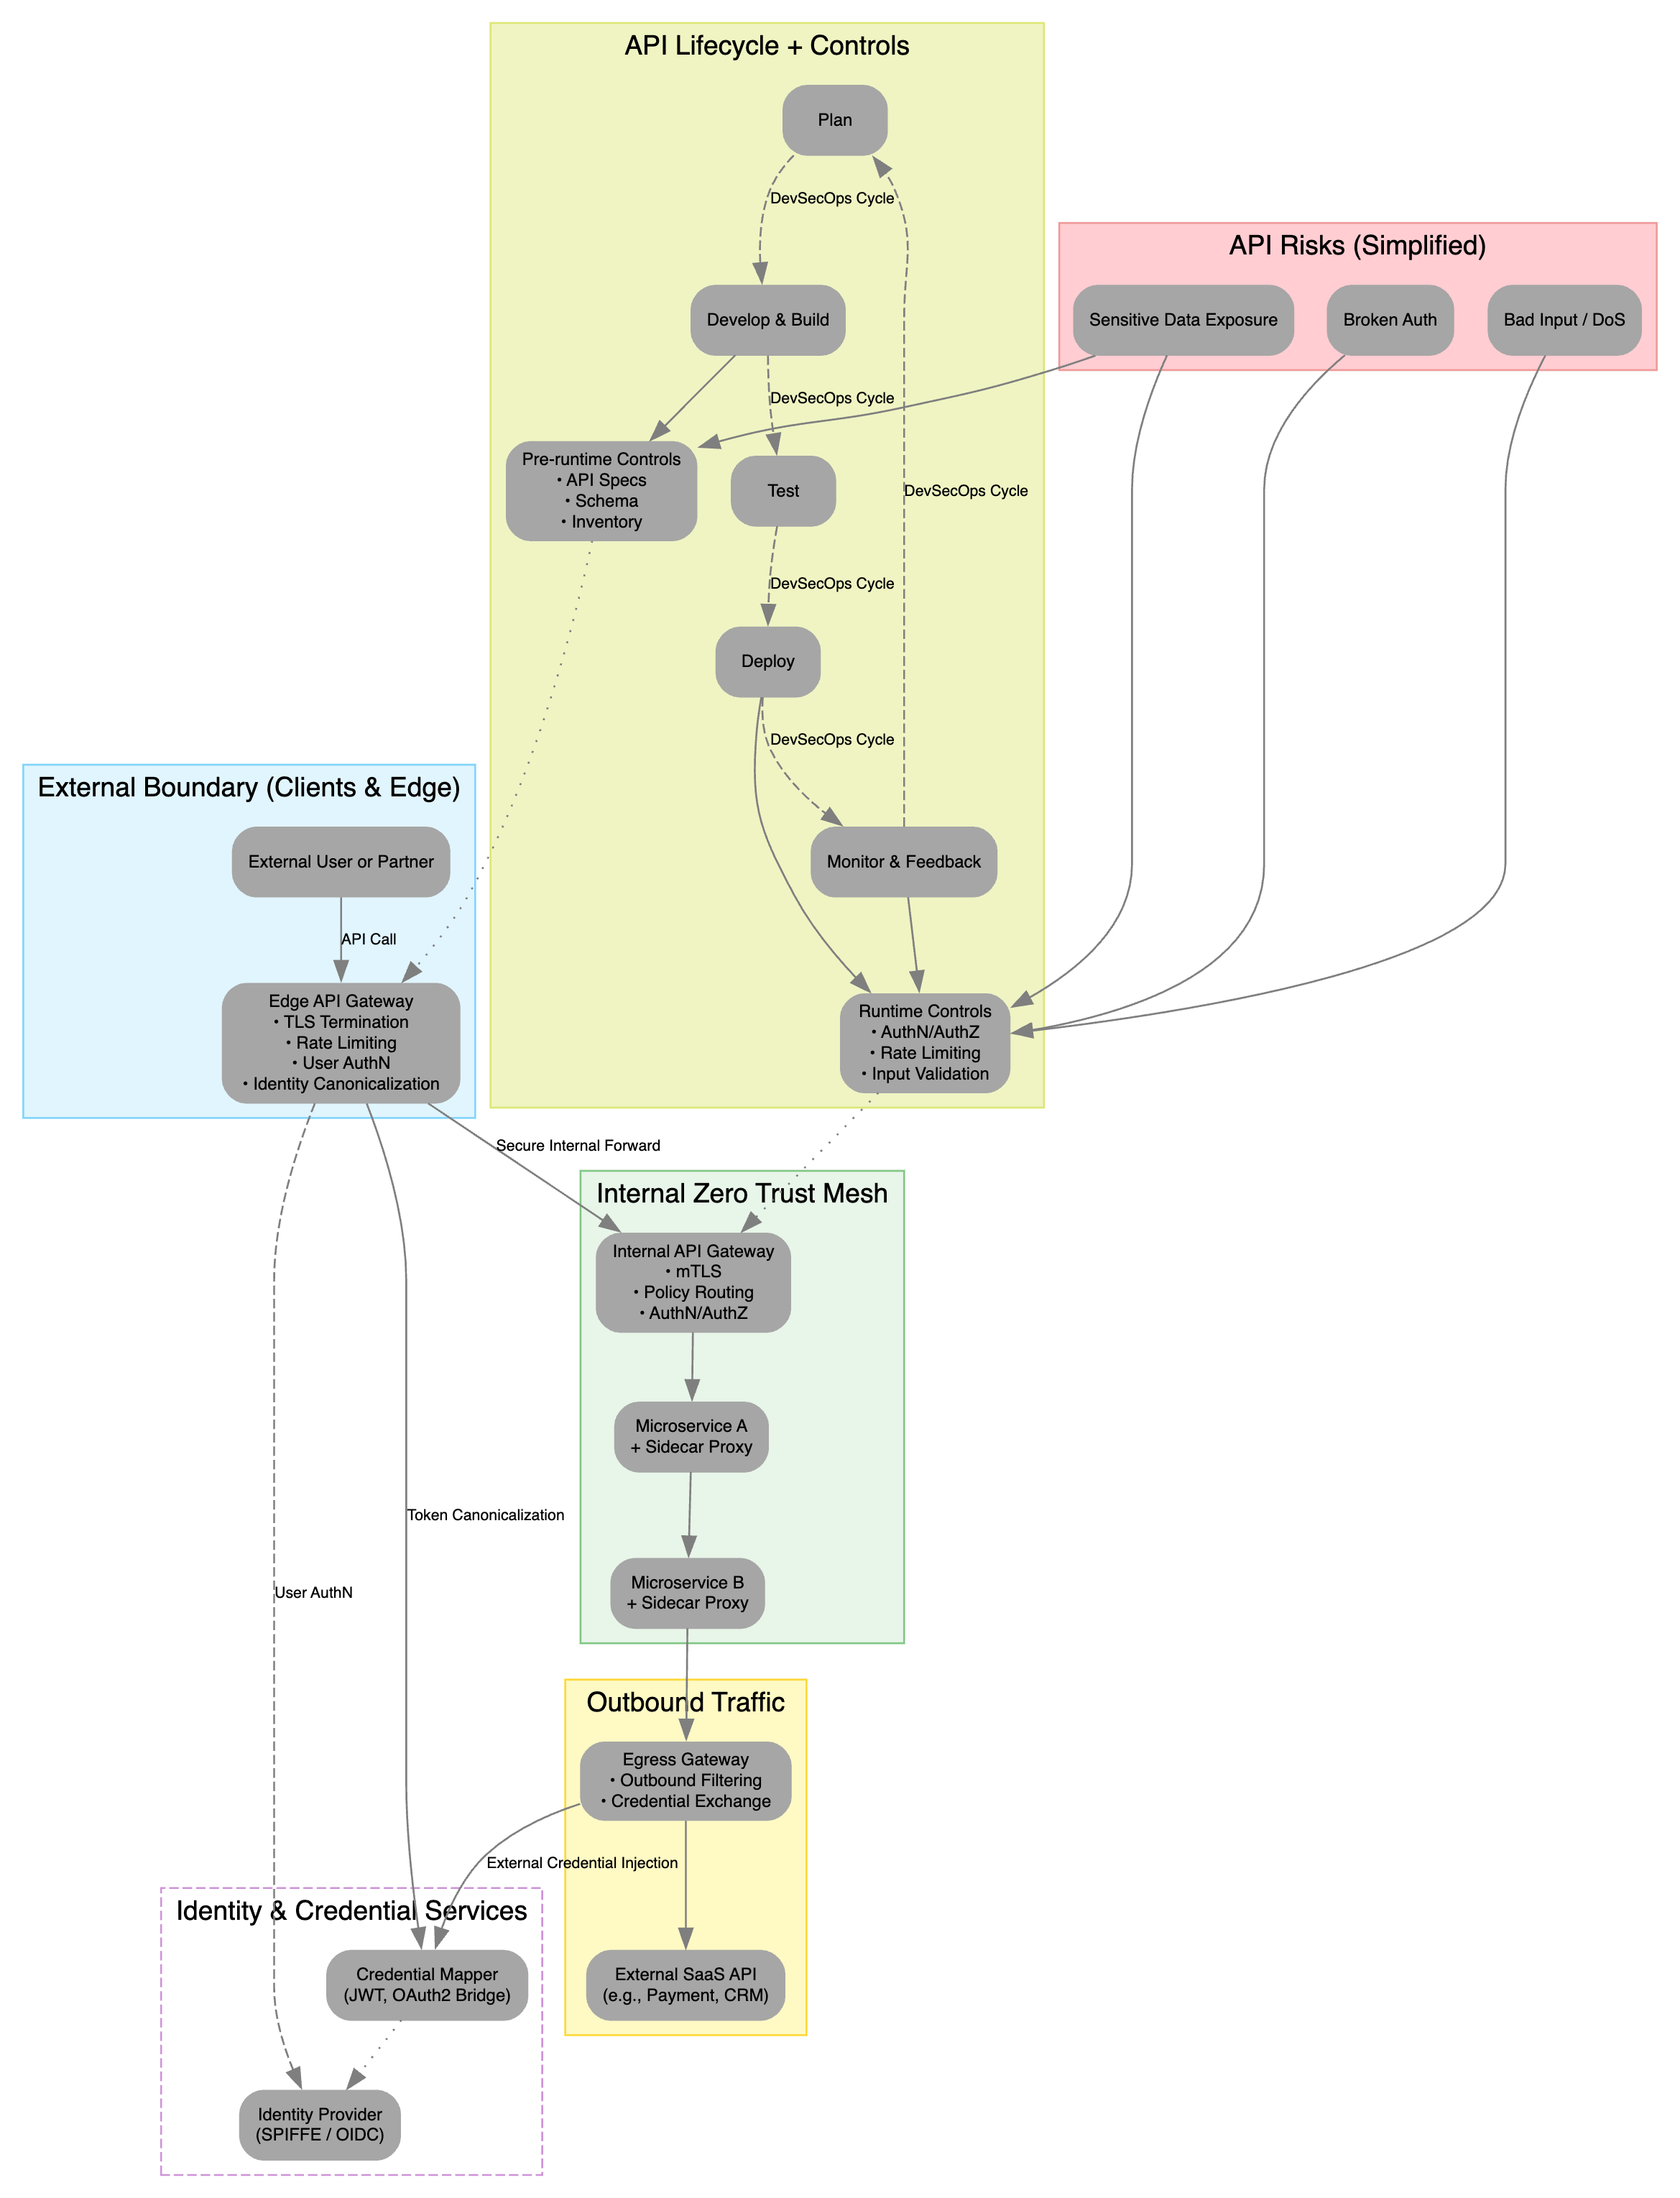 API Lifecycle + Controls
Plan
DevSecOps Cycle
API Risks (Simplified)
Develop & Build
Sensitive Data Exposure
Broken Auth
Bad Input / DoS
DevSecOps Cycle
Pre-runtime Controls
• API Specs
• Schema
• Inventory
Test
DevSecOps Cycle
DevSecOps Cycle
Deploy
DevSecOps Cycle
External Boundary (Clients & Edge)
External User or Partner
Monitor & Feedback
API Call
Edge API Gateway
• TLS Termination
• Rate Limiting
• User AuthN
• Identity Canonicalization
Runtime Controls
• AuthN/AuthZ
• Rate Limiting
• Input Validation
Secure Internal Forward
Internal Zero Trust Mesh
Internal API Gateway
• mTLS
• Policy Routing
• AuthN/AuthZ
Microservice A
+ Sidecar Proxy
Token Canonicalization
User AuthN
Microservice B
+ Sidecar Proxy
Outbound Traffic
Egress Gateway
• Outbound Filtering
• Credential Exchange
External Credential Injection
Identity & Credential Services
Credential Mapper
(JWT, OAuth2 Bridge)
External SaaS API
(e.g., Payment, CRM)
Identity Provider
(SPIFFE / OIDC)